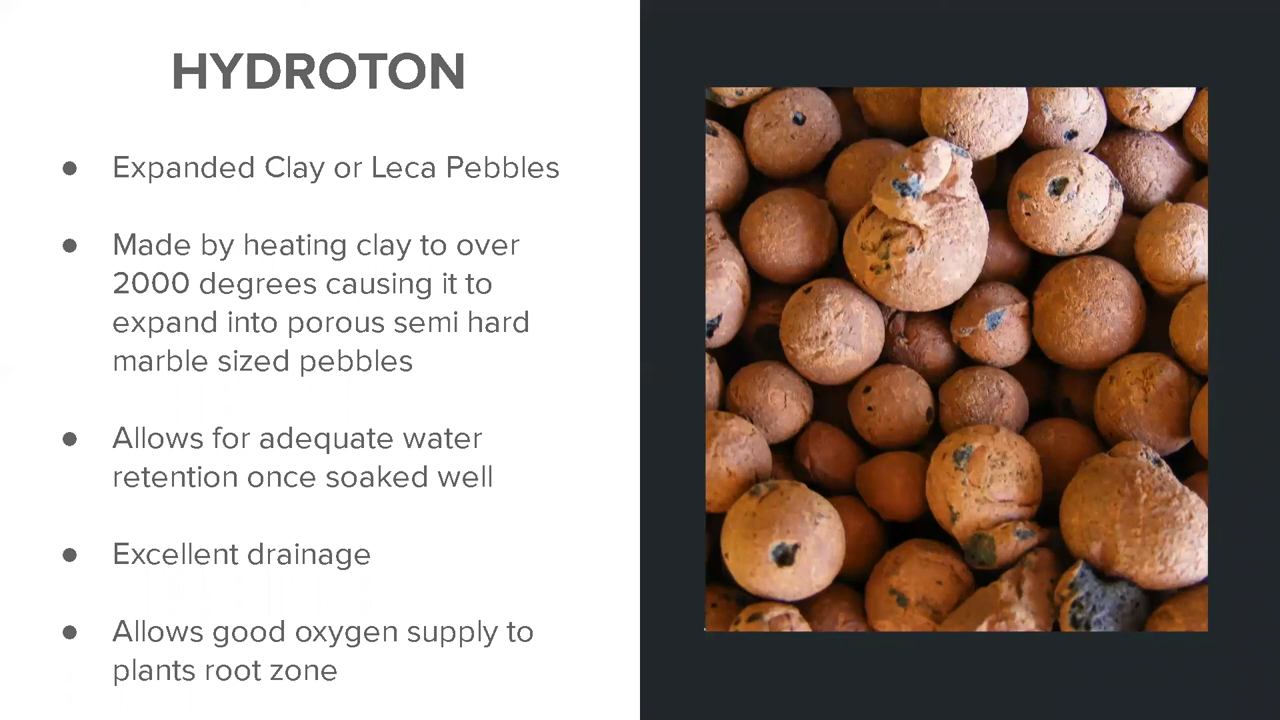 HYDROTON
● Expanded Clay or Leca Pebbles
● Made by heating clay to over
2000 degrees causing it to
expand into porous semi hard
marble sized pebbles
● Allows for adequate water
retention once soaked well
● Excellent drainage
● Allows good oxygen supply to
plants root zone